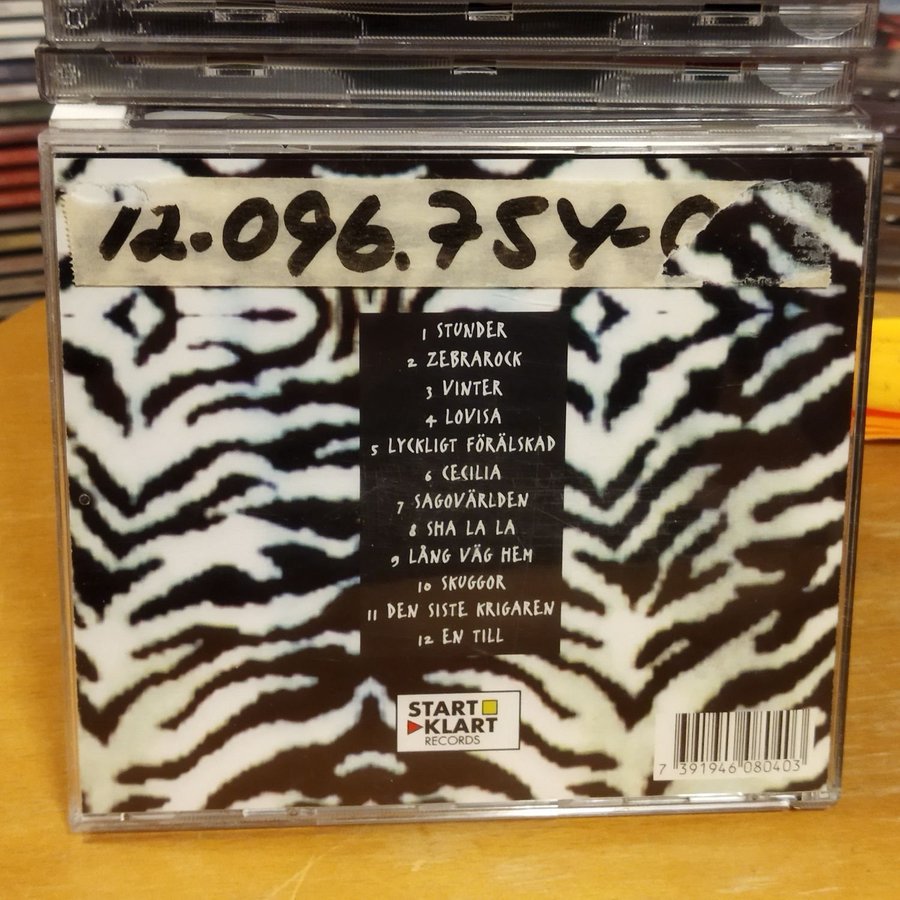 12.096.754-
1 STUNDER
2 ZEBRAROCK
3 VINTER
4 LOVISA
5 LYCKLIGT FÖRÄLSKAD
6 CECILIA
7 SAGOVÄRLDEN
8 SHA LA LA
9 LÅNG VÄG HEM
10 SKUGGOR
11 DEN SISTE KRIGAREN
12 EN TILL
START
KLART
RECORDS
7 391946 080403